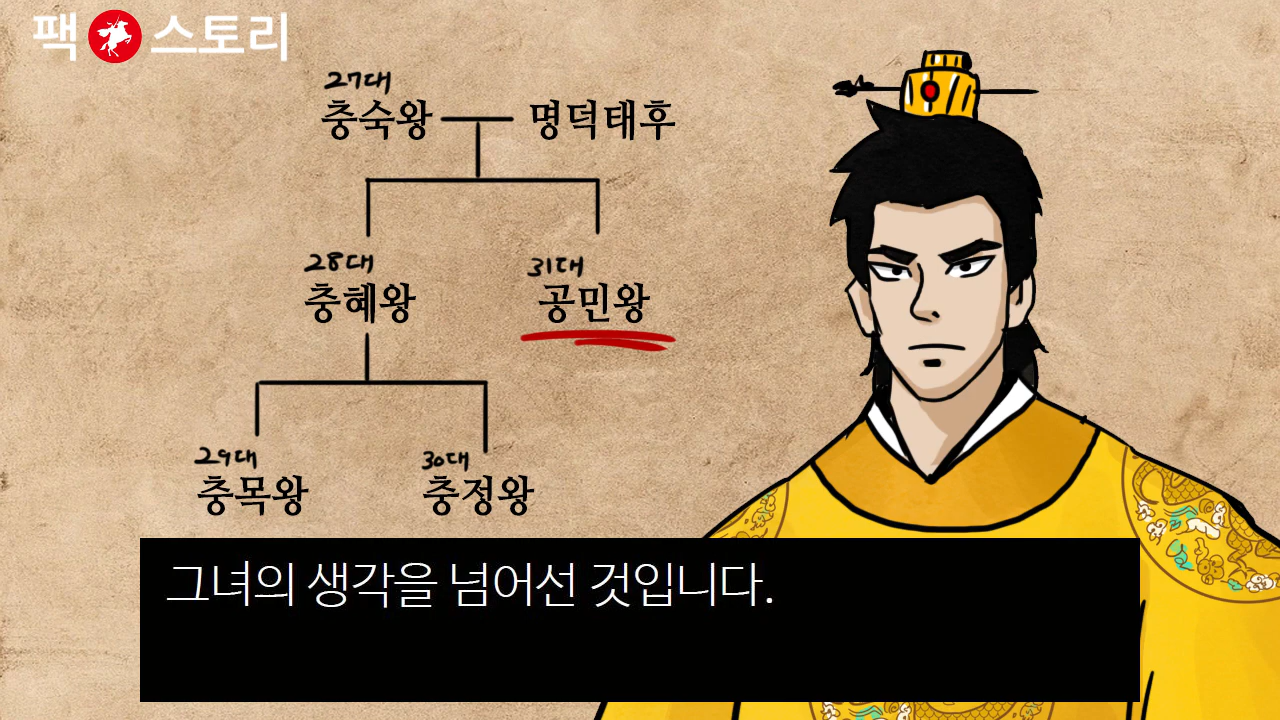 팩 스토리
27대
충숙왕 명덕태후
28대 31대
충혜왕 공민왕
29대 30대
충목왕 충정왕
그녀의 생각을 넘어선 것입니다.